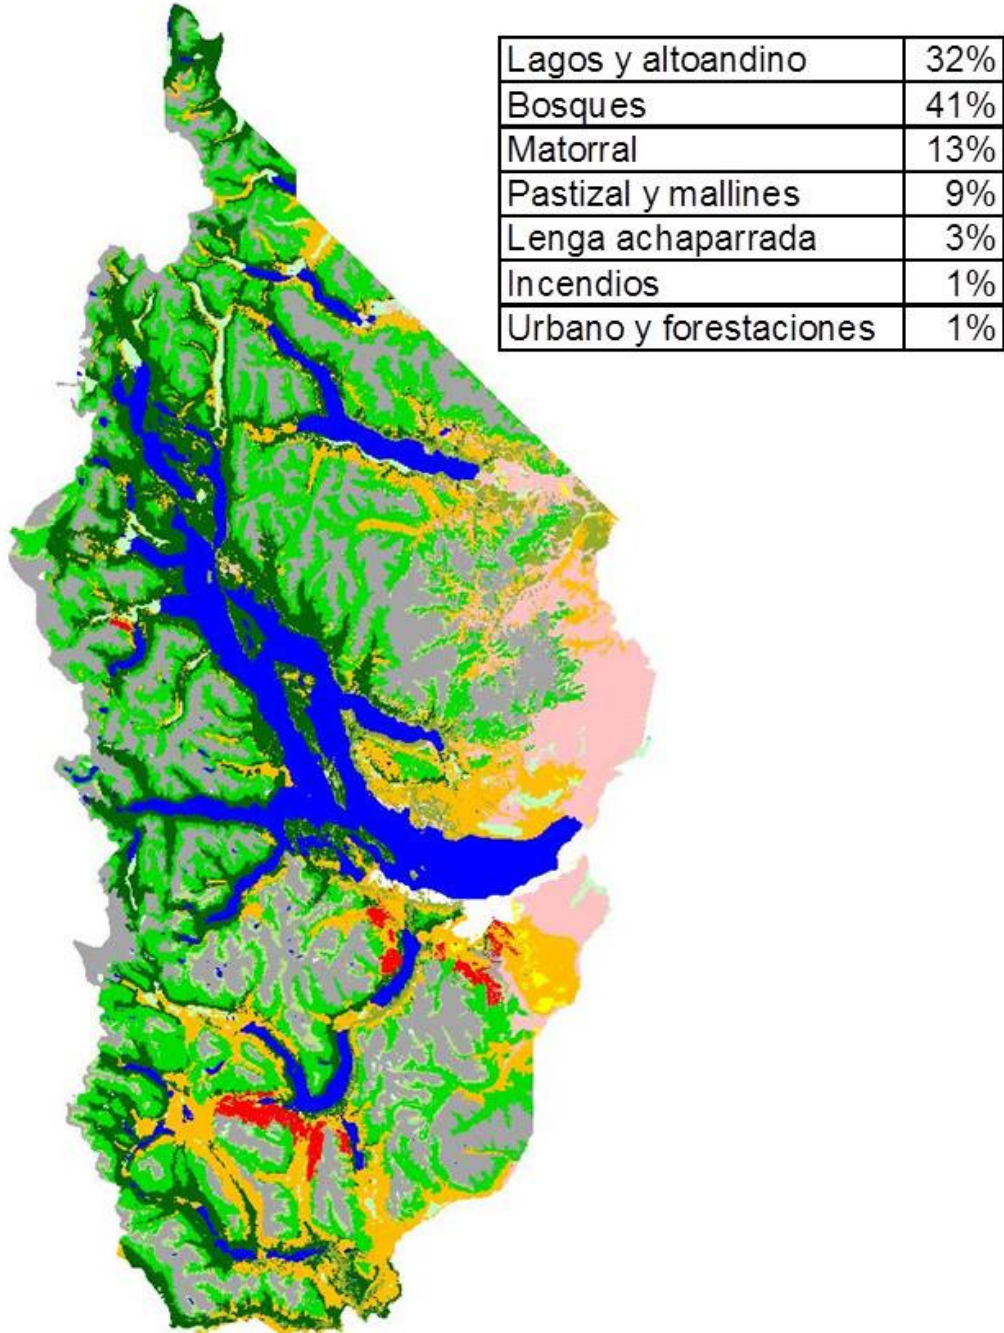 Lagos y altoandino 32%
Bosques 41%
Matorral 13%
Pastizal y mallines 9%
Lenga achaparrada 3%
Incendios 1%
Urbano y forestaciones 1%